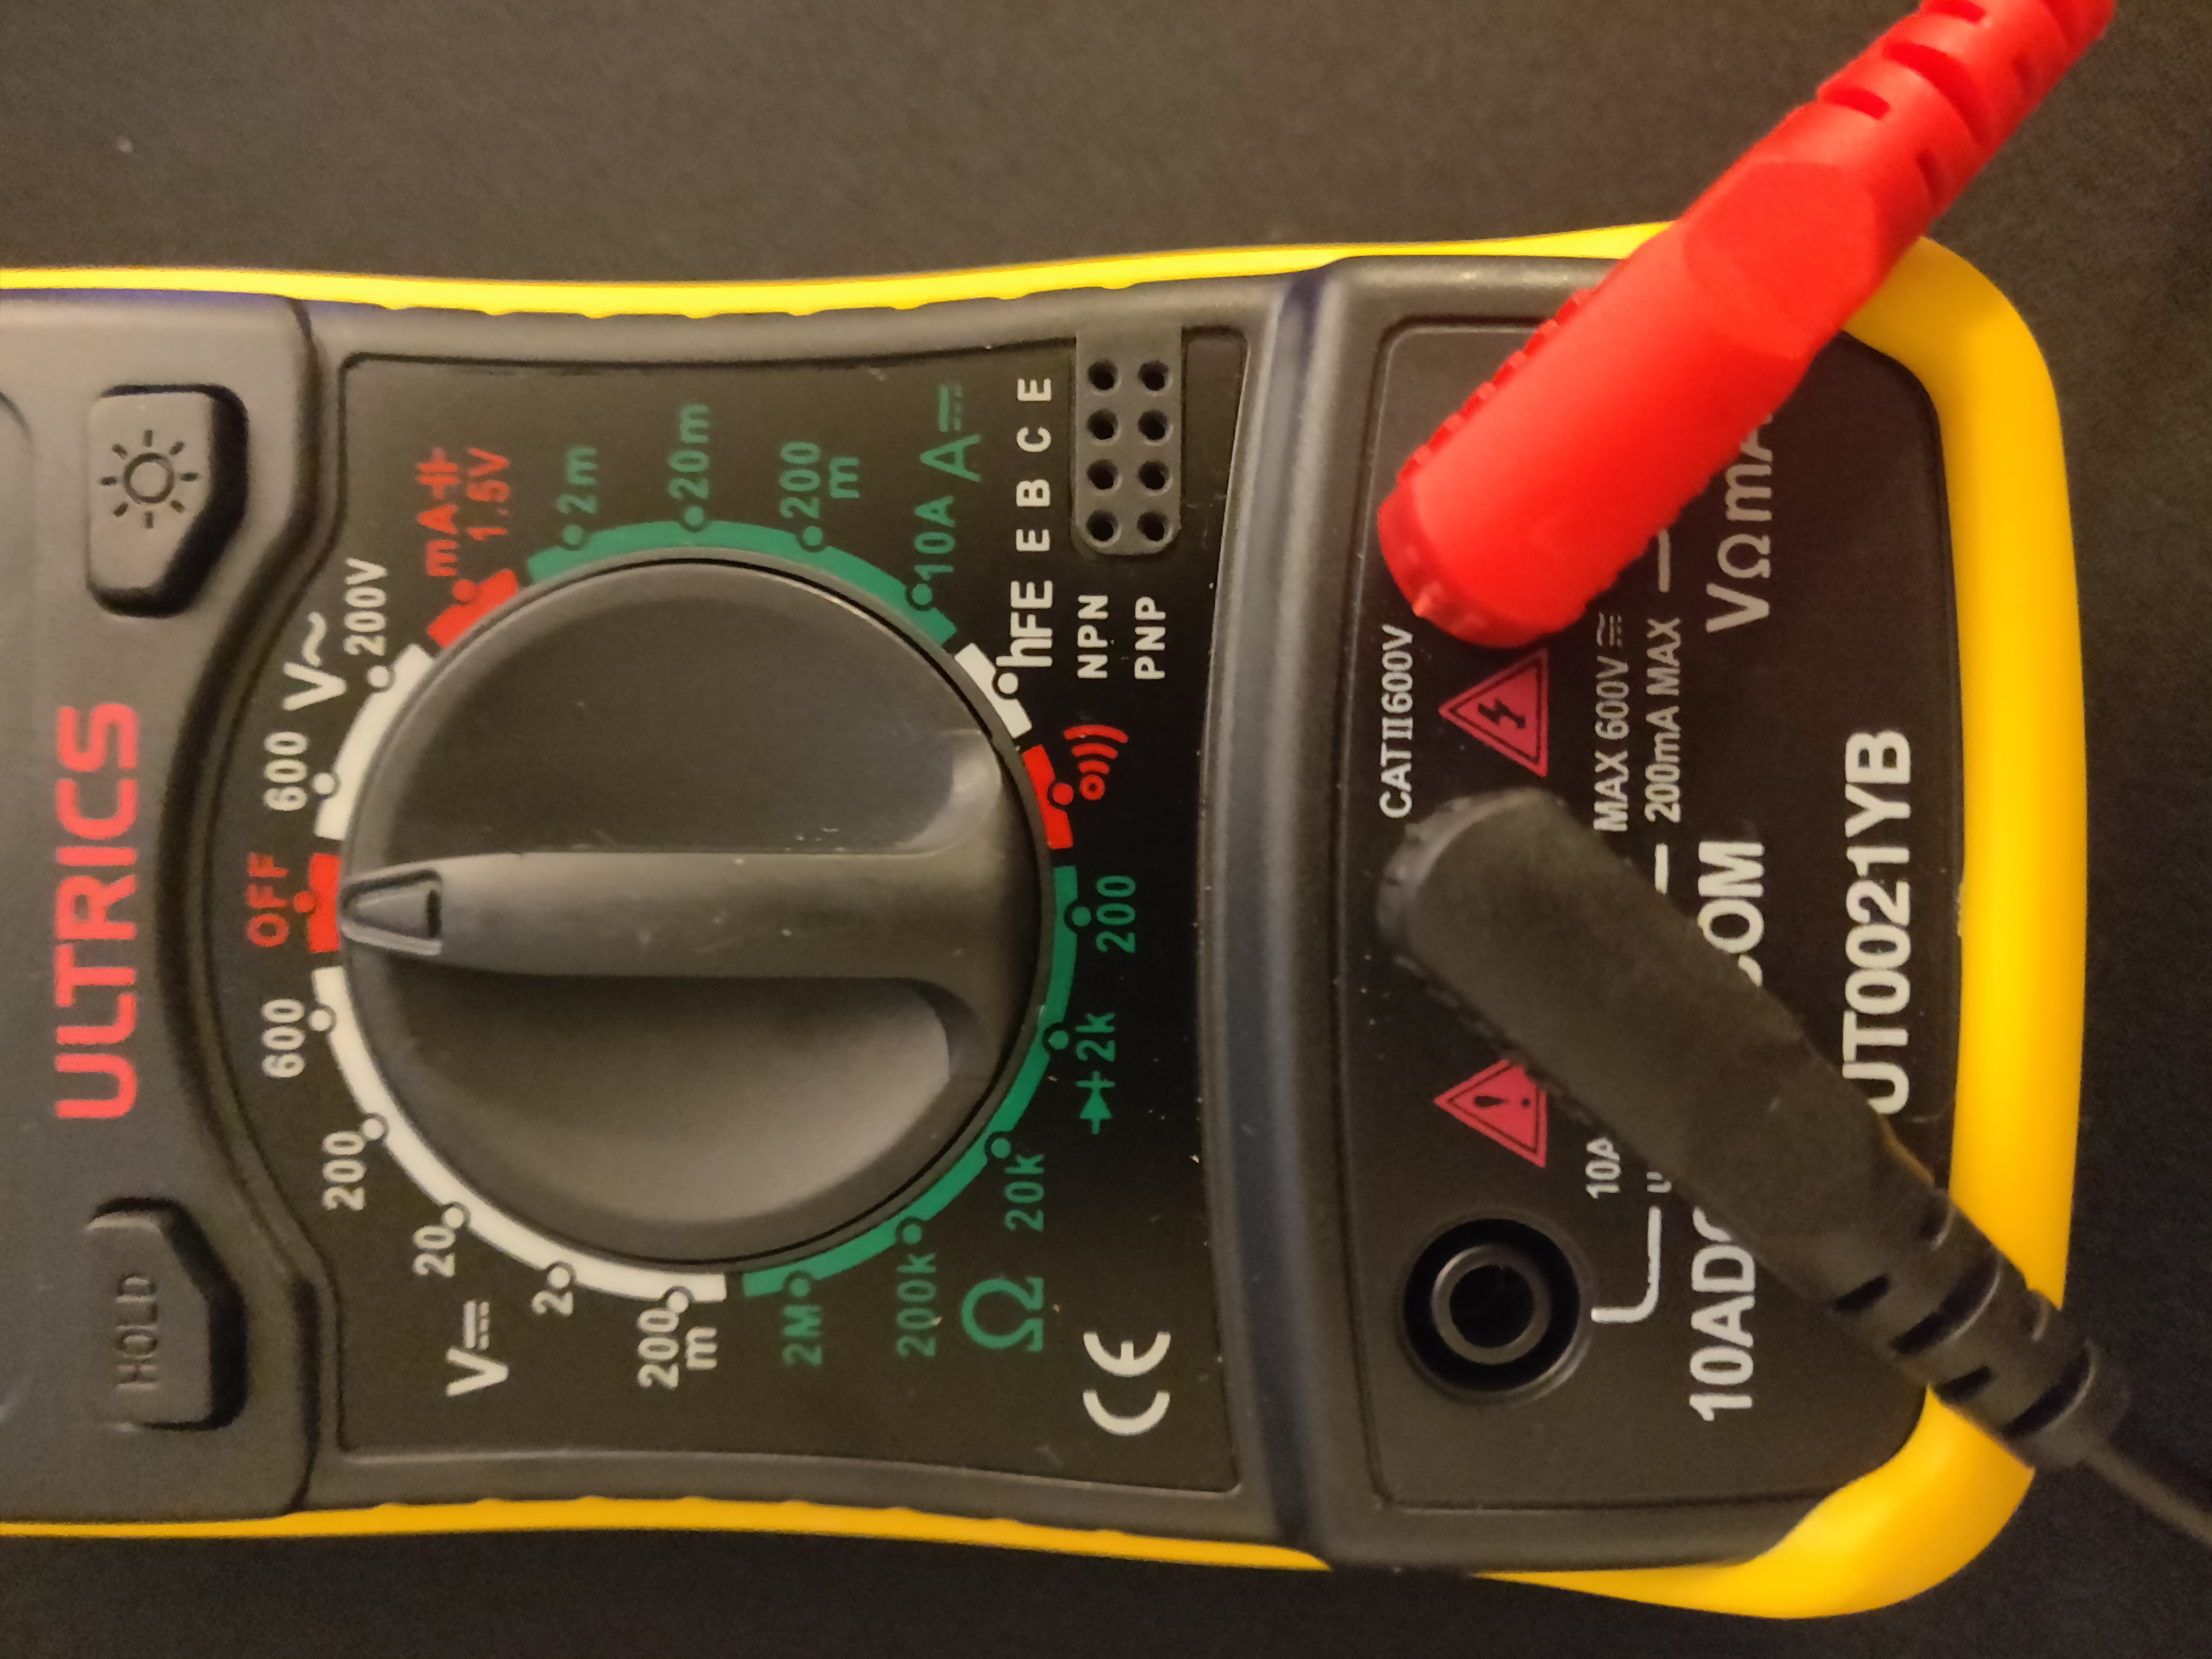 ULTRICS
HOLD
OFF
600
600
V~
200
200V
20
mA
1.5V
V⎓
2
2m
200
m
20m
2M
200
m
200k
10A
A⎓
Ω
20k
hFE E B C E
2k
200
NPN
CE
PNP
CATⅡ600V
10A
MAX 600V
200mA MAX
COM
VΩmA
UT0021YB